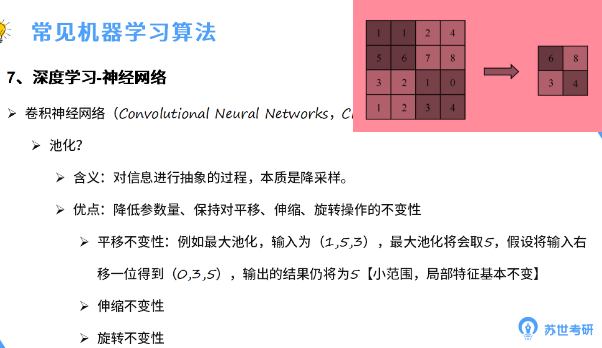 常见机器学习算法
1 1 2 4
5 6 7 8
3 2 1 0
1 2 3 4
6 8
3 4
7、深度学习-神经网络
➢ 卷积神经网络（Convolutional Neural Networks，
➢ 池化？
➢ 含义：对信息进行抽象的过程，本质是降采样。
➢ 优点：降低参数量、保持对平移、伸缩、旋转操作的不变性
➢ 平移不变性：例如最大池化，输入为（1,5,3），最大池化将会取5，假设将输入右
移一位得到（0,3,5），输出的结果仍将为5【小范围，局部特征基本不变】
➢ 伸缩不变性
➢ 旋转不变性
苏世考研